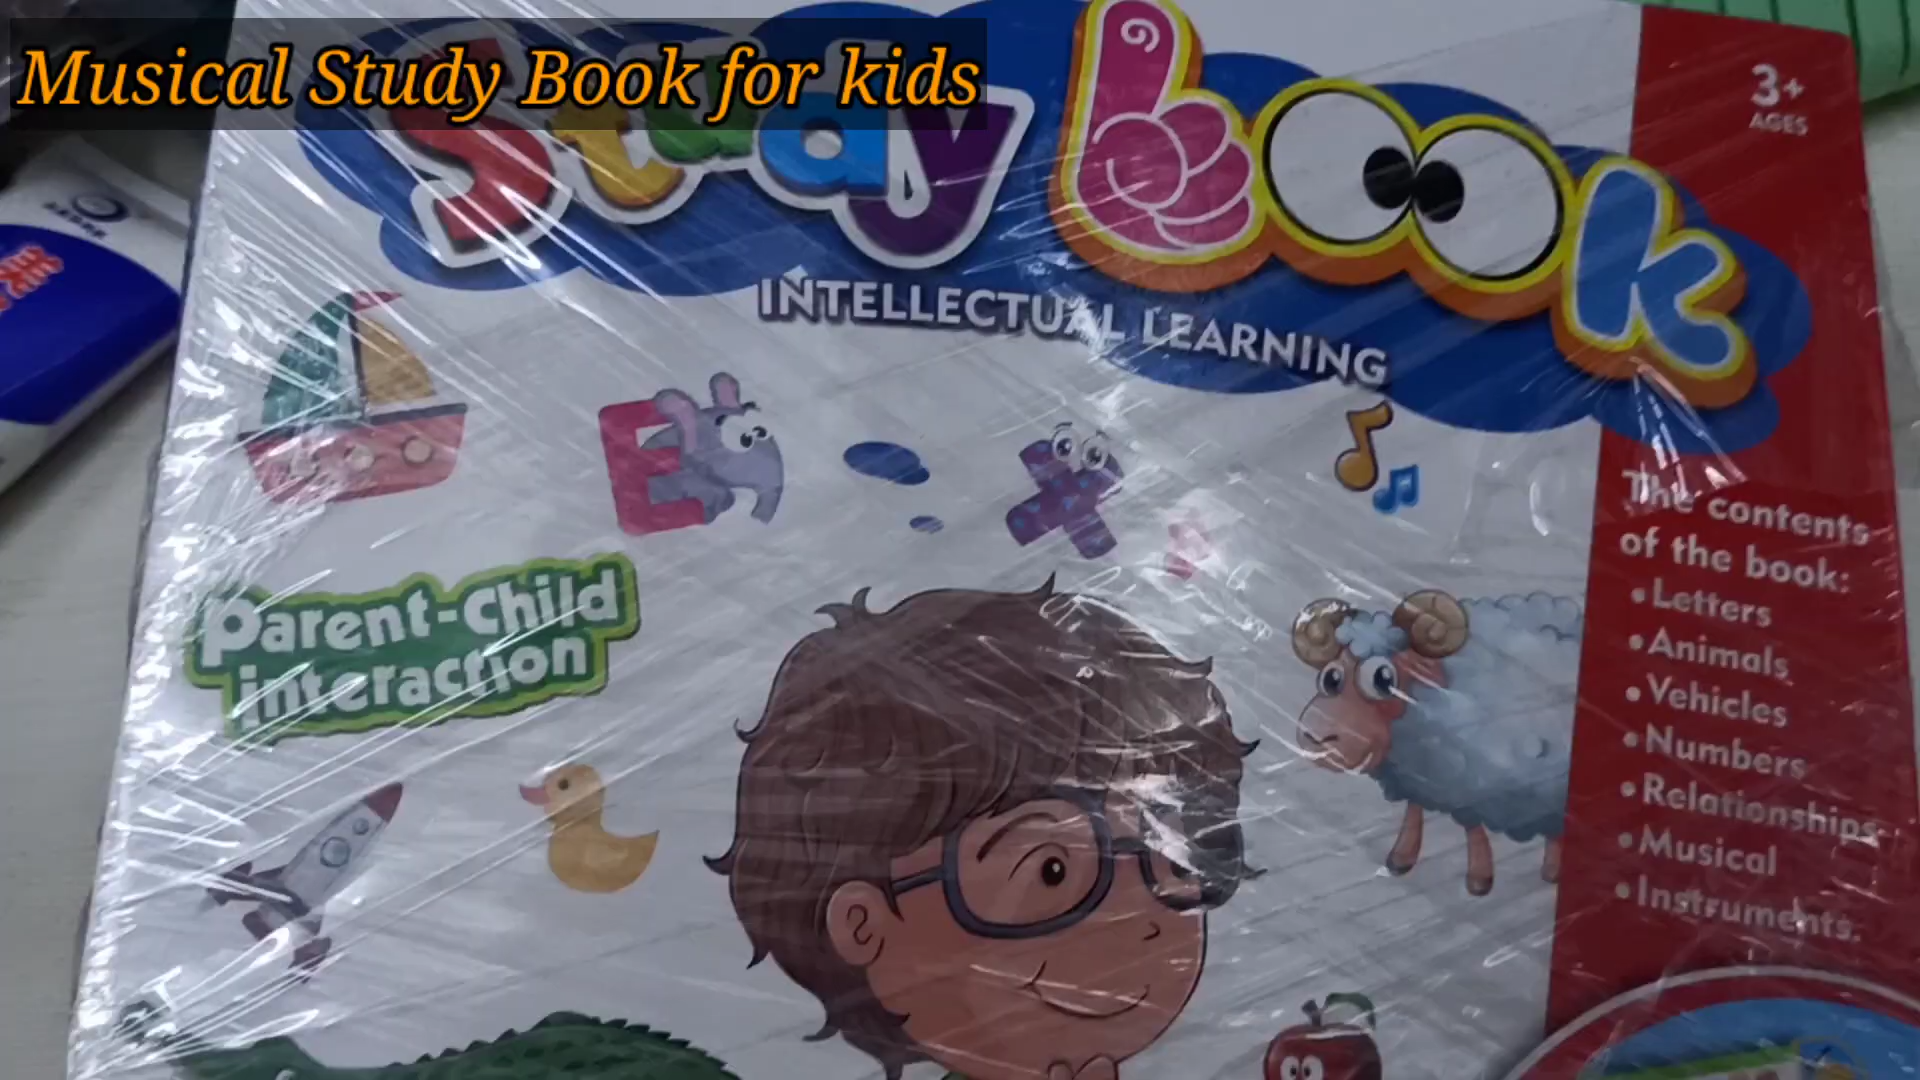 Musical Study Book for kids
Study book
3+
AGES
INTELLECTUAL LEARNING
E
The contents
of the book:
•Letters
•Animals
•Vehicles
•Numbers
•Relationships
•Musical
•Instruments.
Parent-Child
interaction